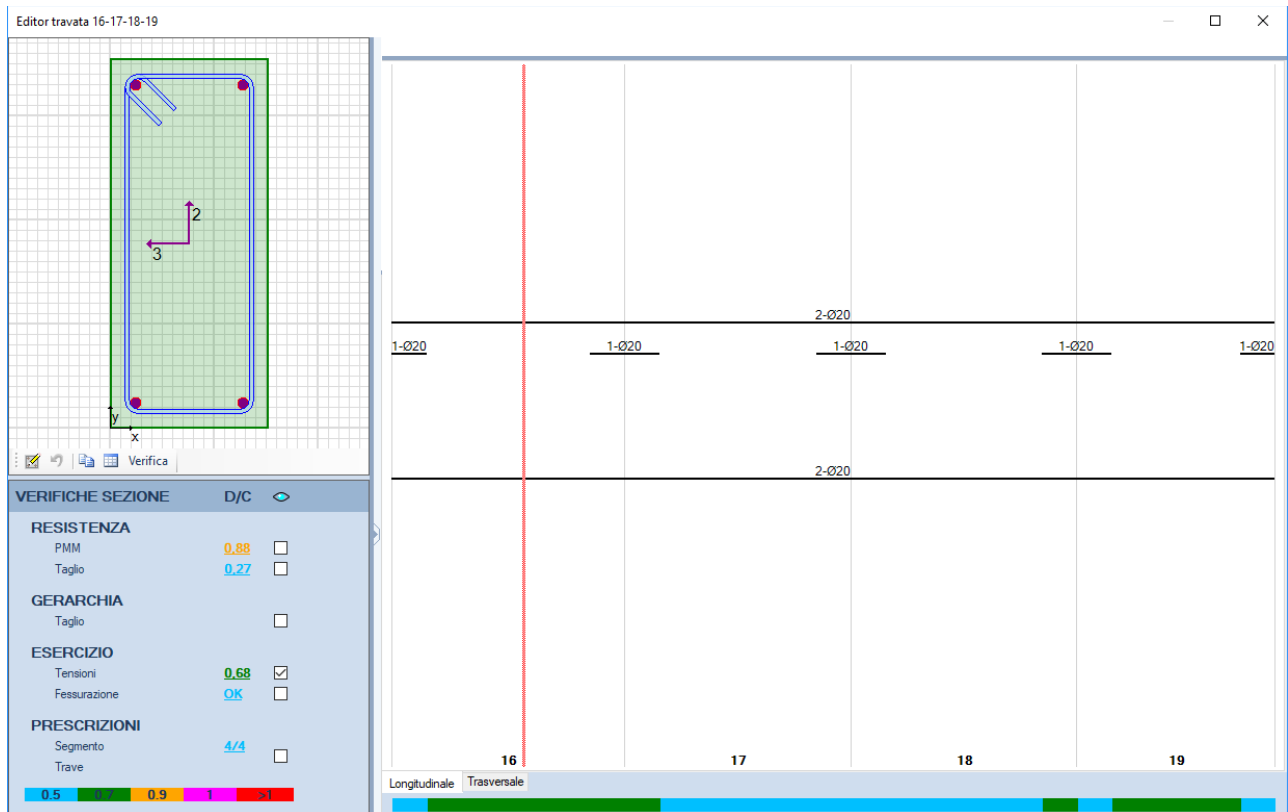 Editor travata 16-17-18-19
2
3
y
x
Verifica
VERIFICHE SEZIONE D/C
RESISTENZA
PMM 0,88
Taglio 0,27
GERARCHIA
Taglio
ESERCIZIO
Tensioni 0,68
Fessurazione OK
PRESCRIZIONI
Segmento 4/4
Trave
0.5 0.7 0.9 1 >1
2-Ø20
1-Ø20 1-Ø20 1-Ø20 1-Ø20 1-Ø20
2-Ø20
16 17 18 19
Longitudinale Trasversale